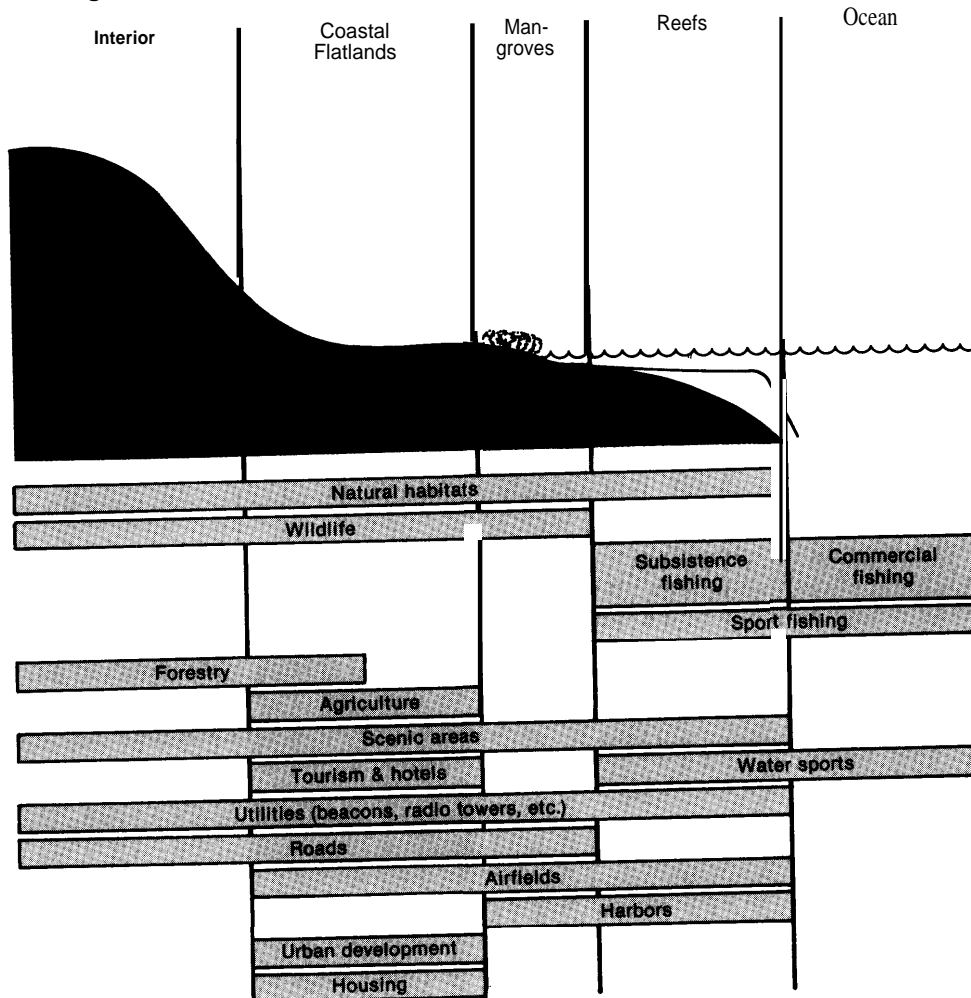 Interior
Coastal
Flatlands
Man-
groves
Reefs
Ocean
Natural habitats
Wildlife
Subsistence
fishing
Commercial
fishing
Sport fishing
Forestry
Agriculture
Scenic areas
Tourism & hotels
Water sports
Utilities (beacons, radio towers, etc.)
Roads
Airfields
Harbors
Urban development
Housing